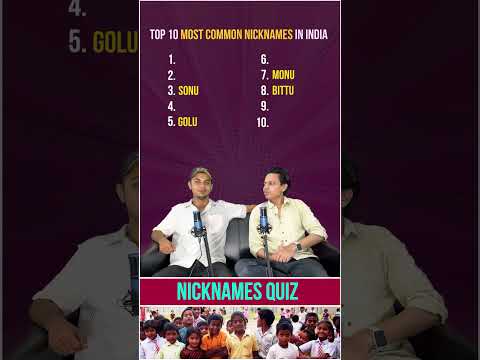 TOP 10 MOST COMMON NICKNAMES IN INDIA
1.
2.
3. SONU
4.
5. GOLU
6.
7. MONU
8. BITTU
9.
10.
NICKNAMES QUIZ
4.
5. GOLU